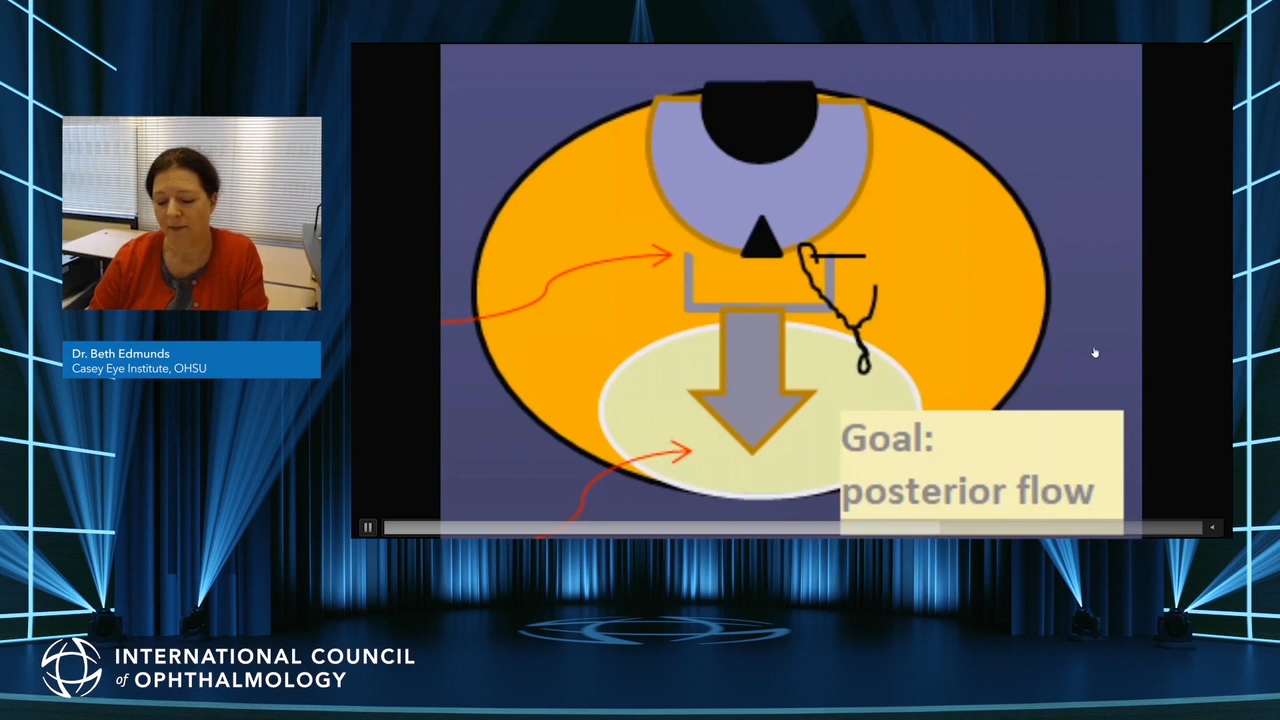 Dr. Beth Edmunds
Casey Eye Institute, OHSU
Goal:
posterior flow
INTERNATIONAL COUNCIL
of OPHTHALMOLOGY